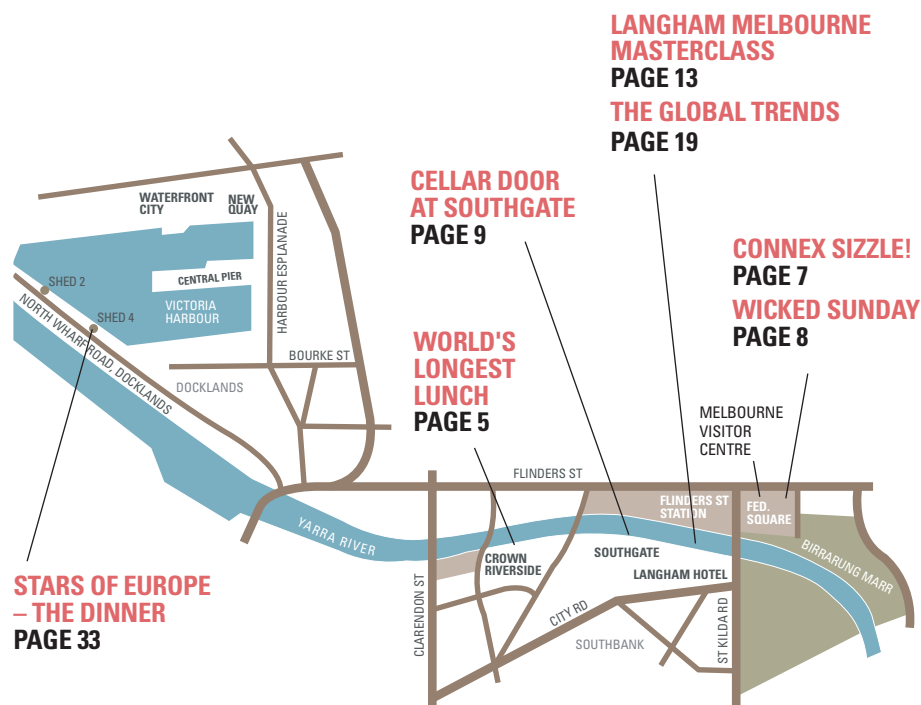 LANGHAM MELBOURNE
MASTERCLASS
PAGE 13
THE GLOBAL TRENDS
PAGE 19
CELLAR DOOR
AT SOUTHGATE
PAGE 9
CONNEX SIZZLE!
PAGE 7
WICKED SUNDAY
PAGE 8
WORLD'S
LONGEST
LUNCH
PAGE 5
STARS OF EUROPE
– THE DINNER
PAGE 33
WATERFRONT
CITY
NEW
QUAY
CENTRAL PIER
VICTORIA
HARBOUR
HARBOUR ESPLANADE
SHED 2
SHED 4
NORTH WHARF ROAD, DOCKLANDS
BOURKE ST
DOCKLANDS
MELBOURNE
VISITOR
CENTRE
FLINDERS ST
FLINDERS ST
STATION
FED.
SQUARE
BIRRARUNG MARR
YARRA RIVER
CROWN
RIVERSIDE
SOUTHGATE
LANGHAM HOTEL
CLARENDON ST
CITY RD
SOUTHBANK
ST KILDA RD